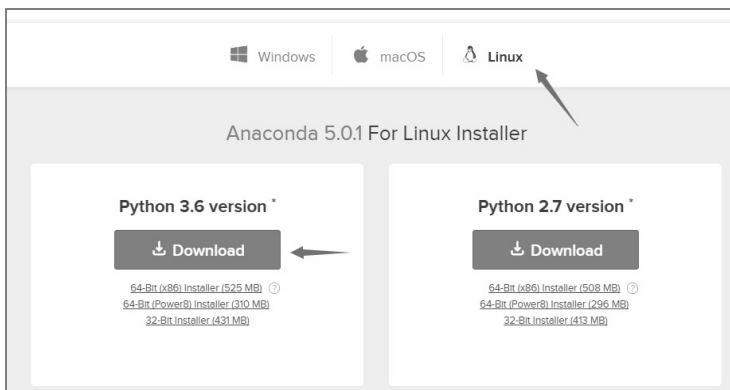 Windows macOS Linux
Anaconda 5.0.1 For Linux Installer
Python 3.6 version *
Download
64-Bit (x86) Installer (525 MB) ?
64-Bit (Power8) Installer (310 MB)
32-Bit Installer (431 MB)
Python 2.7 version *
Download
64-Bit (x86) Installer (508 MB) ?
64-Bit (Power8) Installer (296 MB)
32-Bit Installer (413 MB)